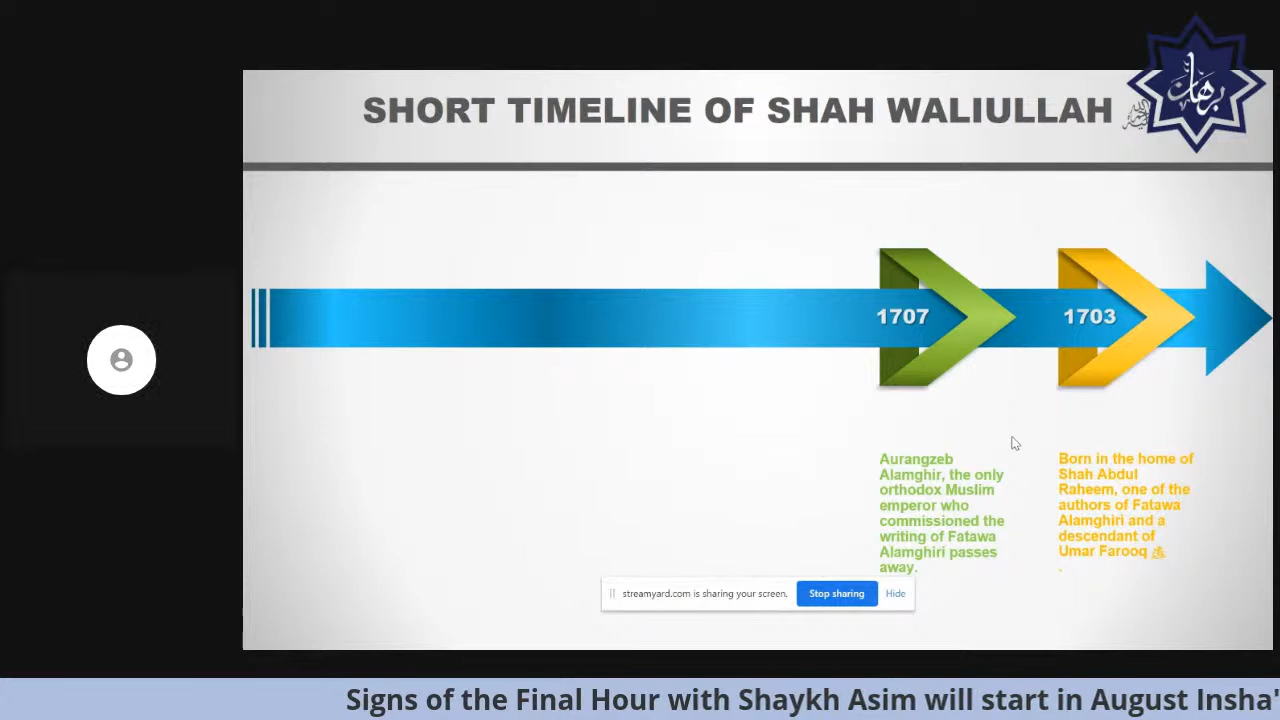 SHORT TIMELINE OF SHAH WALIULLAH
برهان
1707
1703
Aurangzeb
Alamghir, the only
orthodox Muslim
emperor who
commissioned the
writing of Fatawa
Alamghiri passes
away.
Born in the home of
Shah Abdul
Raheem, one of the
authors of Fatawa
Alamghiri and a
descendant of
Umar Farooq
.
streamyard.com is sharing your screen.
Stop sharing
Hide
Signs of the Final Hour with Shaykh Asim will start in August Insha'